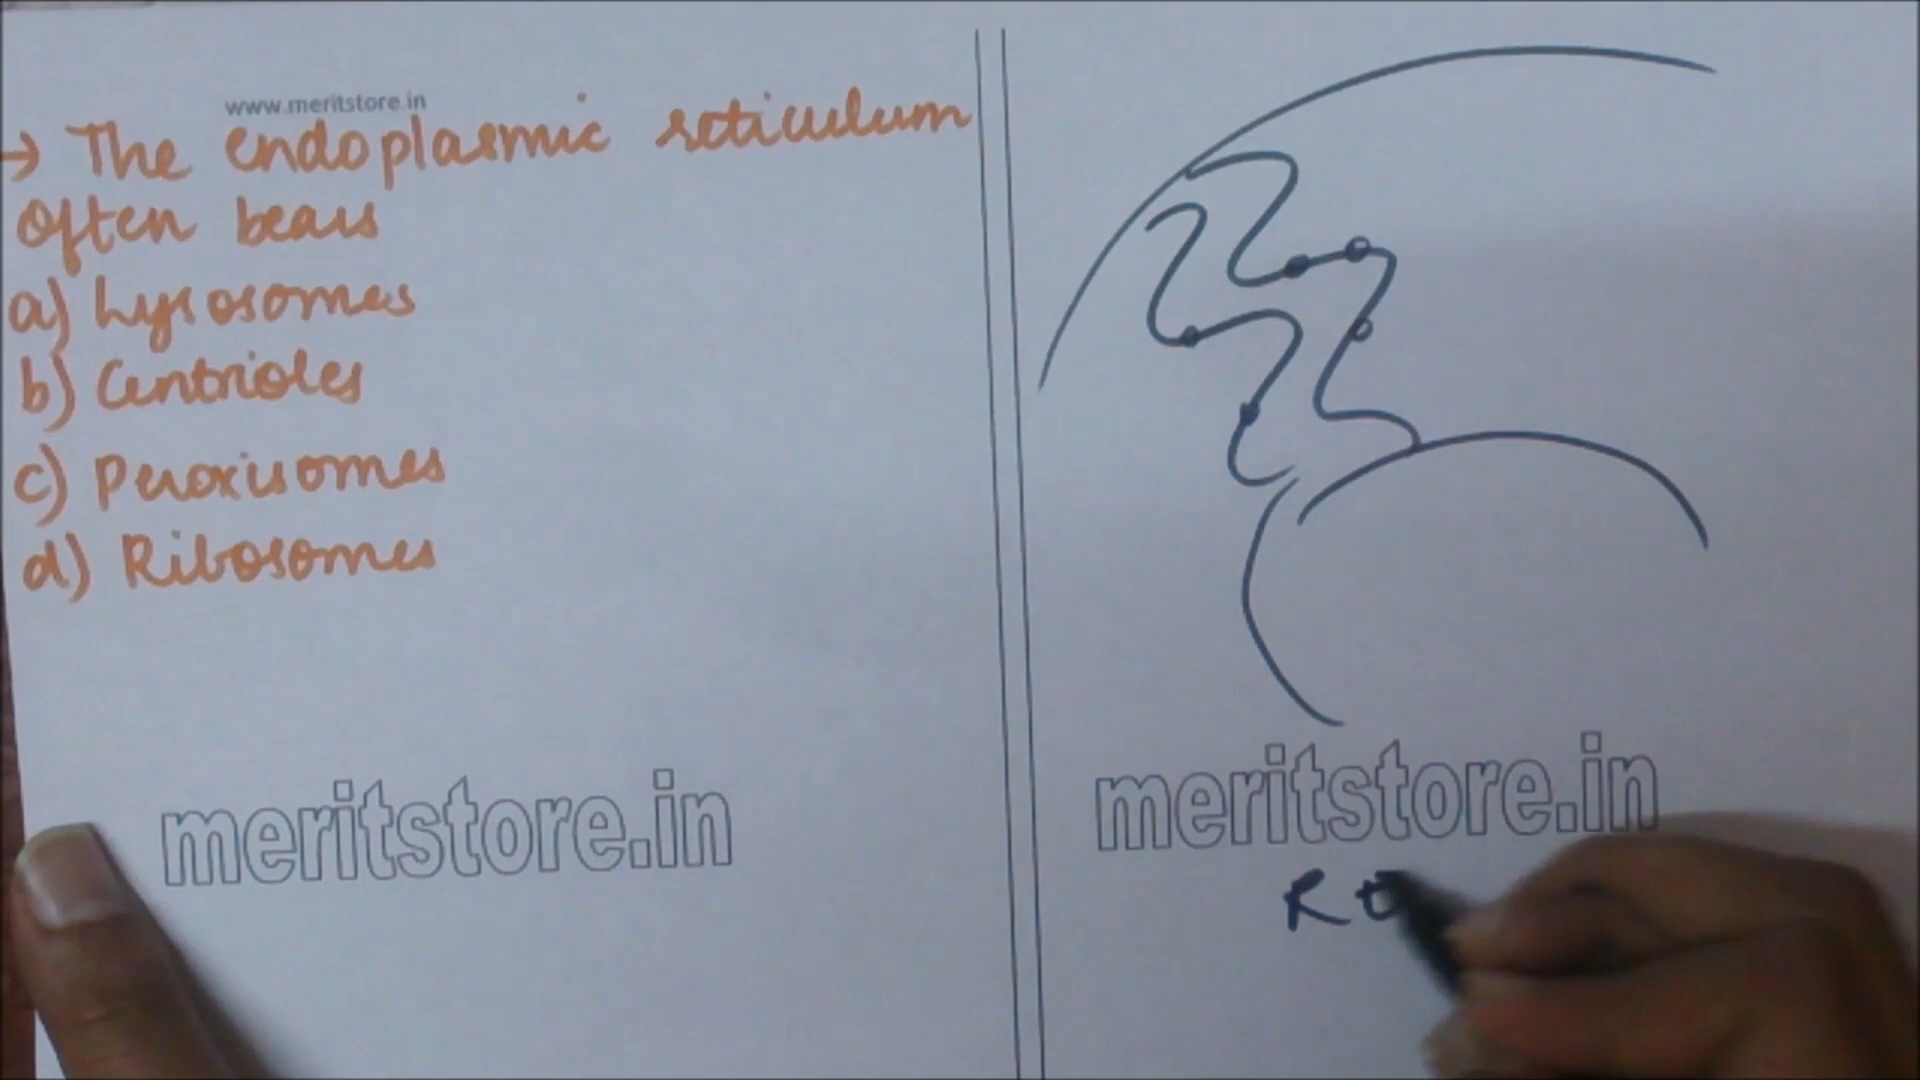 www.meritstore.in
→ The endoplasmic reticulum
often bears
a) Lysosomes
b) Centrioles
c) Peroxisomes
d) Ribosomes
meritstore.in
meritstore.in